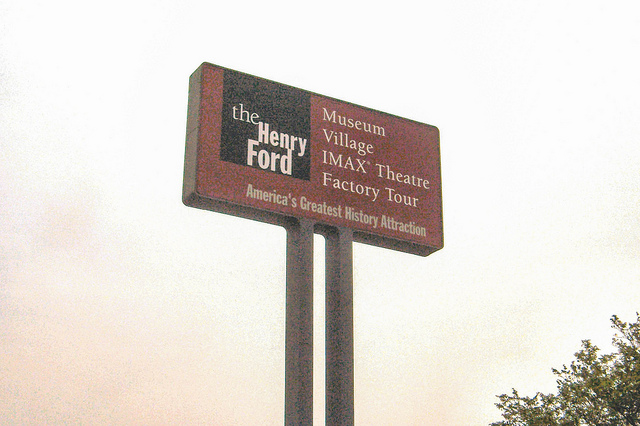 the
Henry
Ford
Museum
Village
IMAX® Theatre
Factory Tour
America's Greatest History Attraction